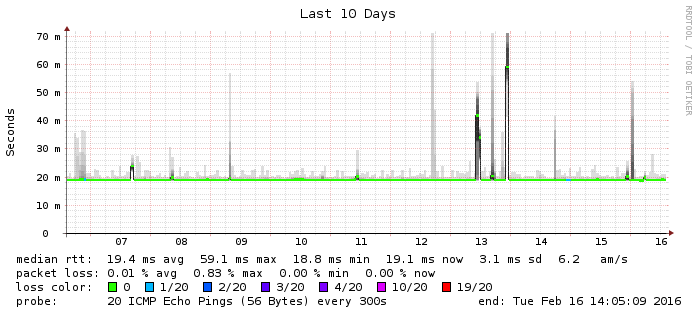 Last 10 Days
RRDTOOL / TOBI OETIKER
Seconds
70 m
60 m
50 m
40 m
30 m
20 m
10 m
0
07 08 09 10 11 12 13 14 15 16
median rtt: 19.4 ms avg 59.1 ms max 18.8 ms min 19.1 ms now 3.1 ms sd 6.2 am/s
packet loss: 0.01 % avg 0.83 % max 0.00 % min 0.00 % now
loss color: 0 1/20 2/20 3/20 4/20 10/20 19/20
probe: 20 ICMP Echo Pings (56 Bytes) every 300s end: Tue Feb 16 14:05:09 2016